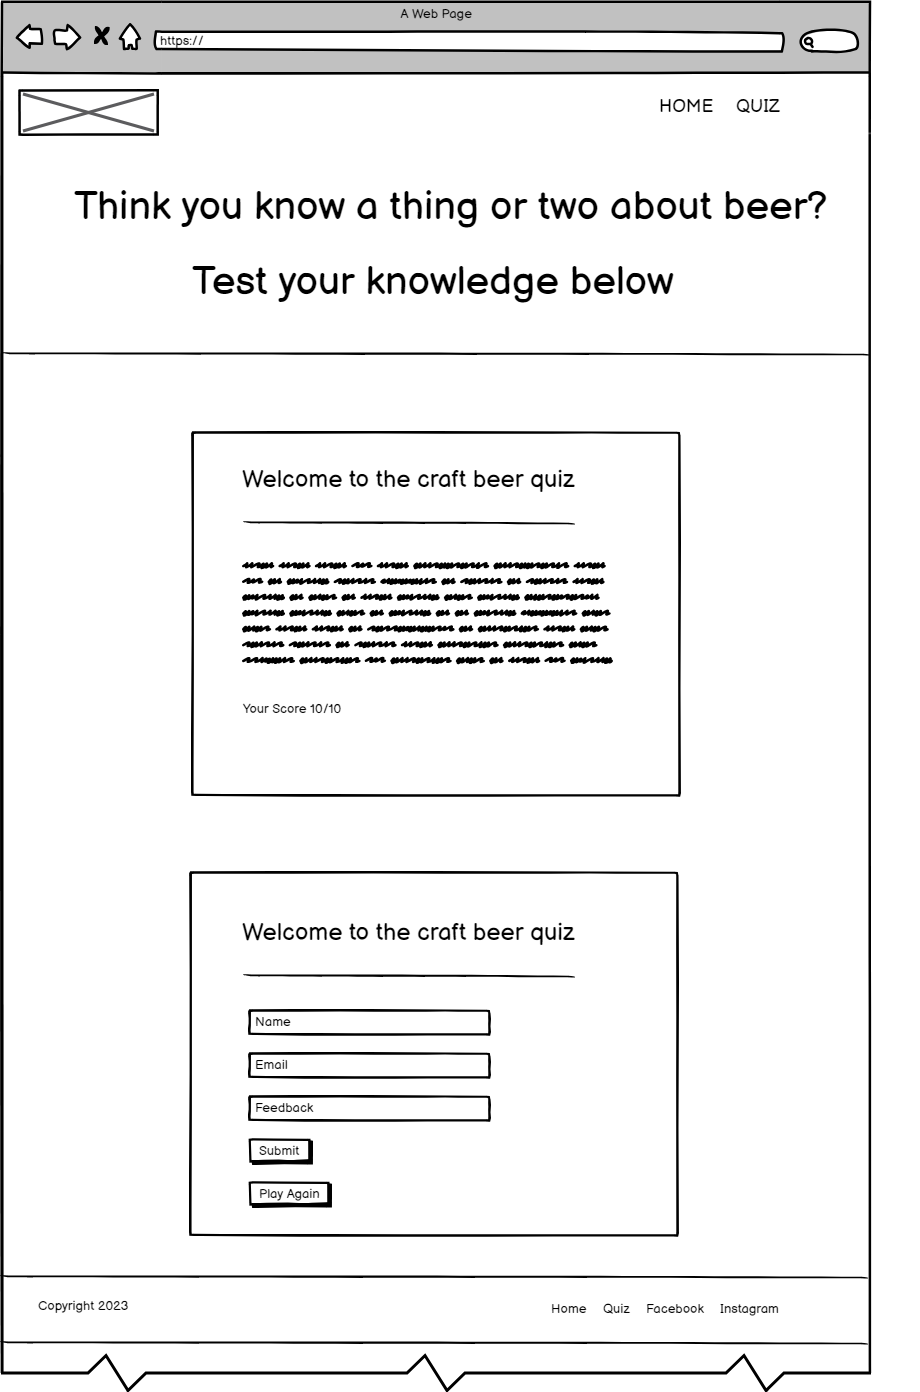 A Web Page
https://
HOME QUIZ
Think you know a thing or two about beer?
Test your knowledge below
Welcome to the craft beer quiz
Your Score 10/10
Welcome to the craft beer quiz
Name
Email
Feedback
Submit
Play Again
Copyright 2023
Home Quiz Facebook Instagram